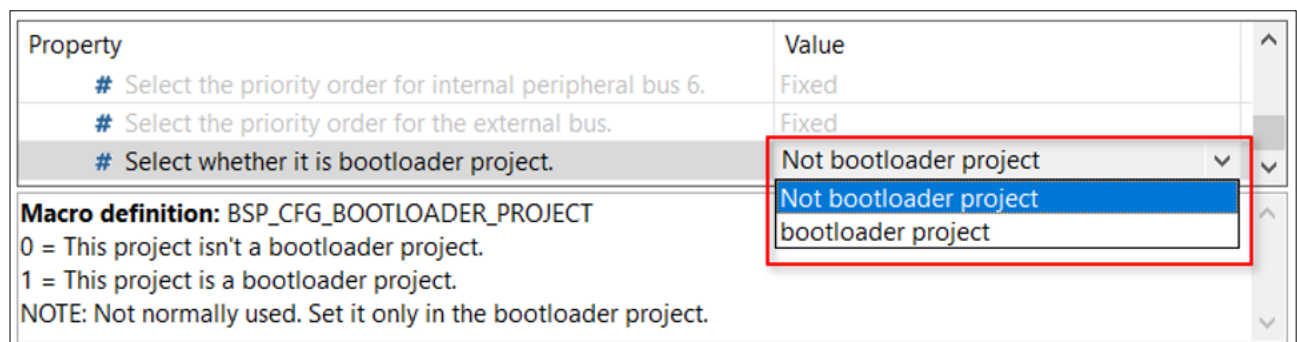 Property Value
# Select the priority order for internal peripheral bus 6. Fixed
# Select the priority order for the external bus. Fixed
# Select whether it is bootloader project. Not bootloader project
Not bootloader project
bootloader project
Macro definition: BSP_CFG_BOOTLOADER_PROJECT
0 = This project isn't a bootloader project.
1 = This project is a bootloader project.
NOTE: Not normally used. Set it only in the bootloader project.